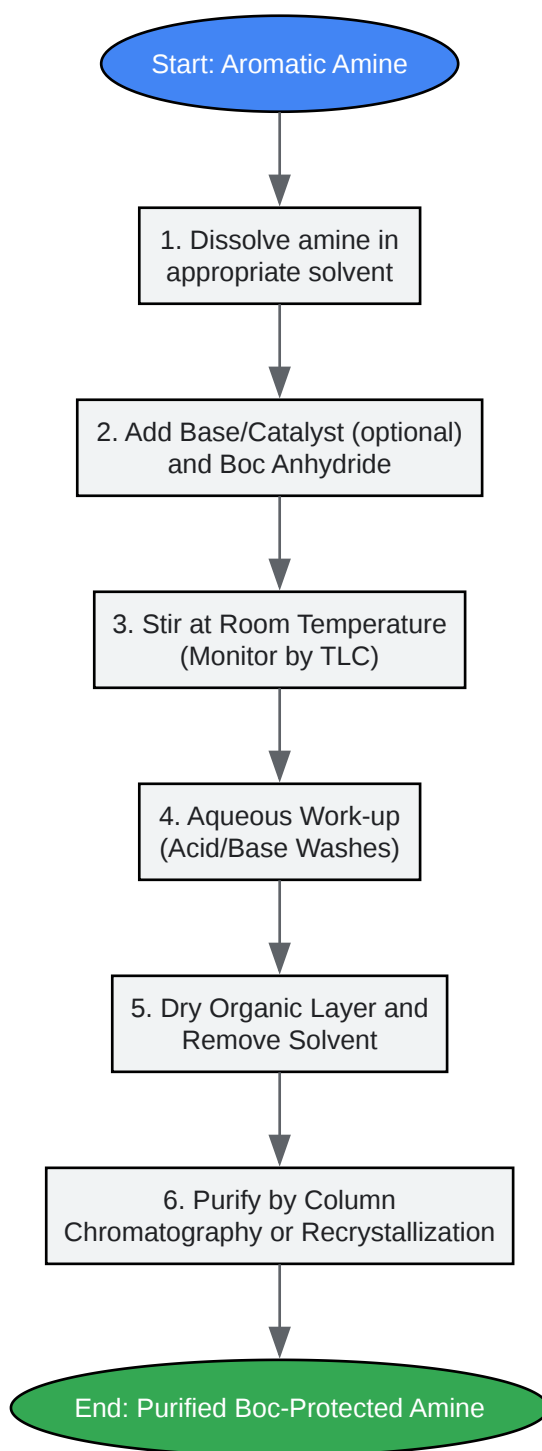 Start: Aromatic Amine
1. Dissolve amine in
appropriate solvent
2. Add Base/Catalyst (optional)
and Boc Anhydride
3. Stir at Room Temperature
(Monitor by TLC)
4. Aqueous Work-up
(Acid/Base Washes)
5. Dry Organic Layer and
Remove Solvent
6. Purify by Column
Chromatography or Recrystallization
End: Purified Boc-Protected Amine